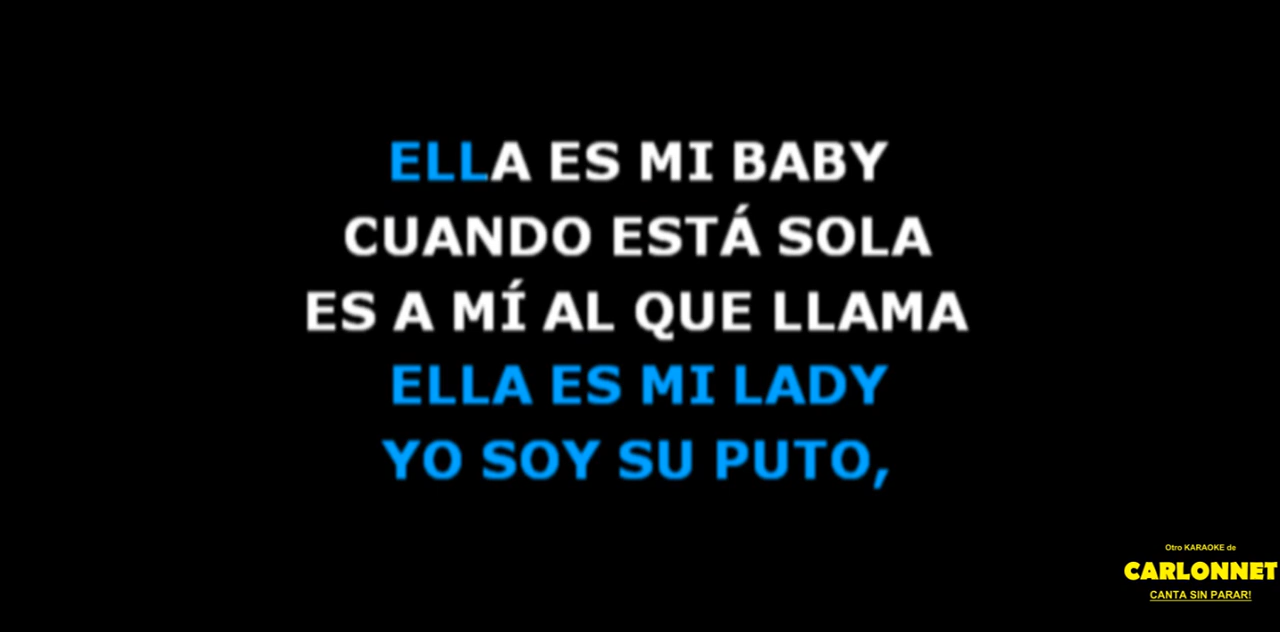 ELLA ES MI BABY
CUANDO ESTÁ SOLA
ES A MÍ AL QUE LLAMA
ELLA ES MI LADY
YO SOY SU PUTO,
Otro KARAOKE de
CARLONNET
CANTA SIN PARAR!